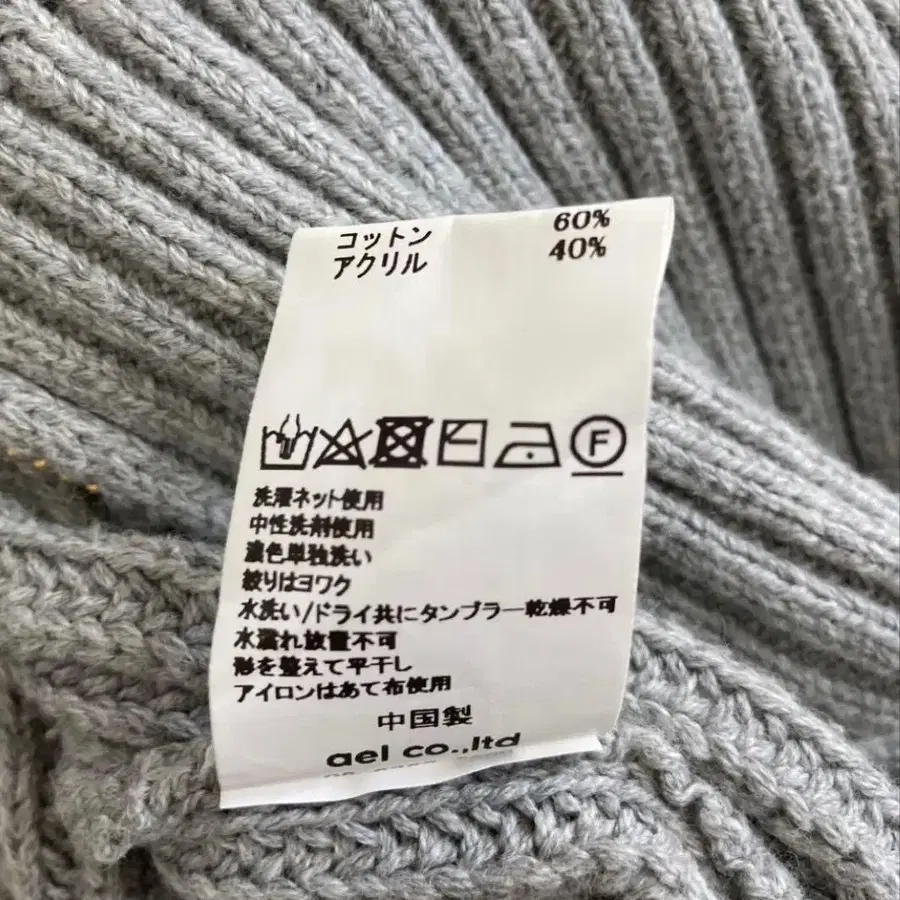 コットン 60%
アクリル 40%
F
洗濯ネット使用
中性洗剤使用
濃色単独洗い
絞りはヨワク
水洗い/ドライ共にタンブラー乾燥不可
水濡れ放置不可
形を整えて平干し
アイロンはあて布使用
中国製
ael co.,ltd